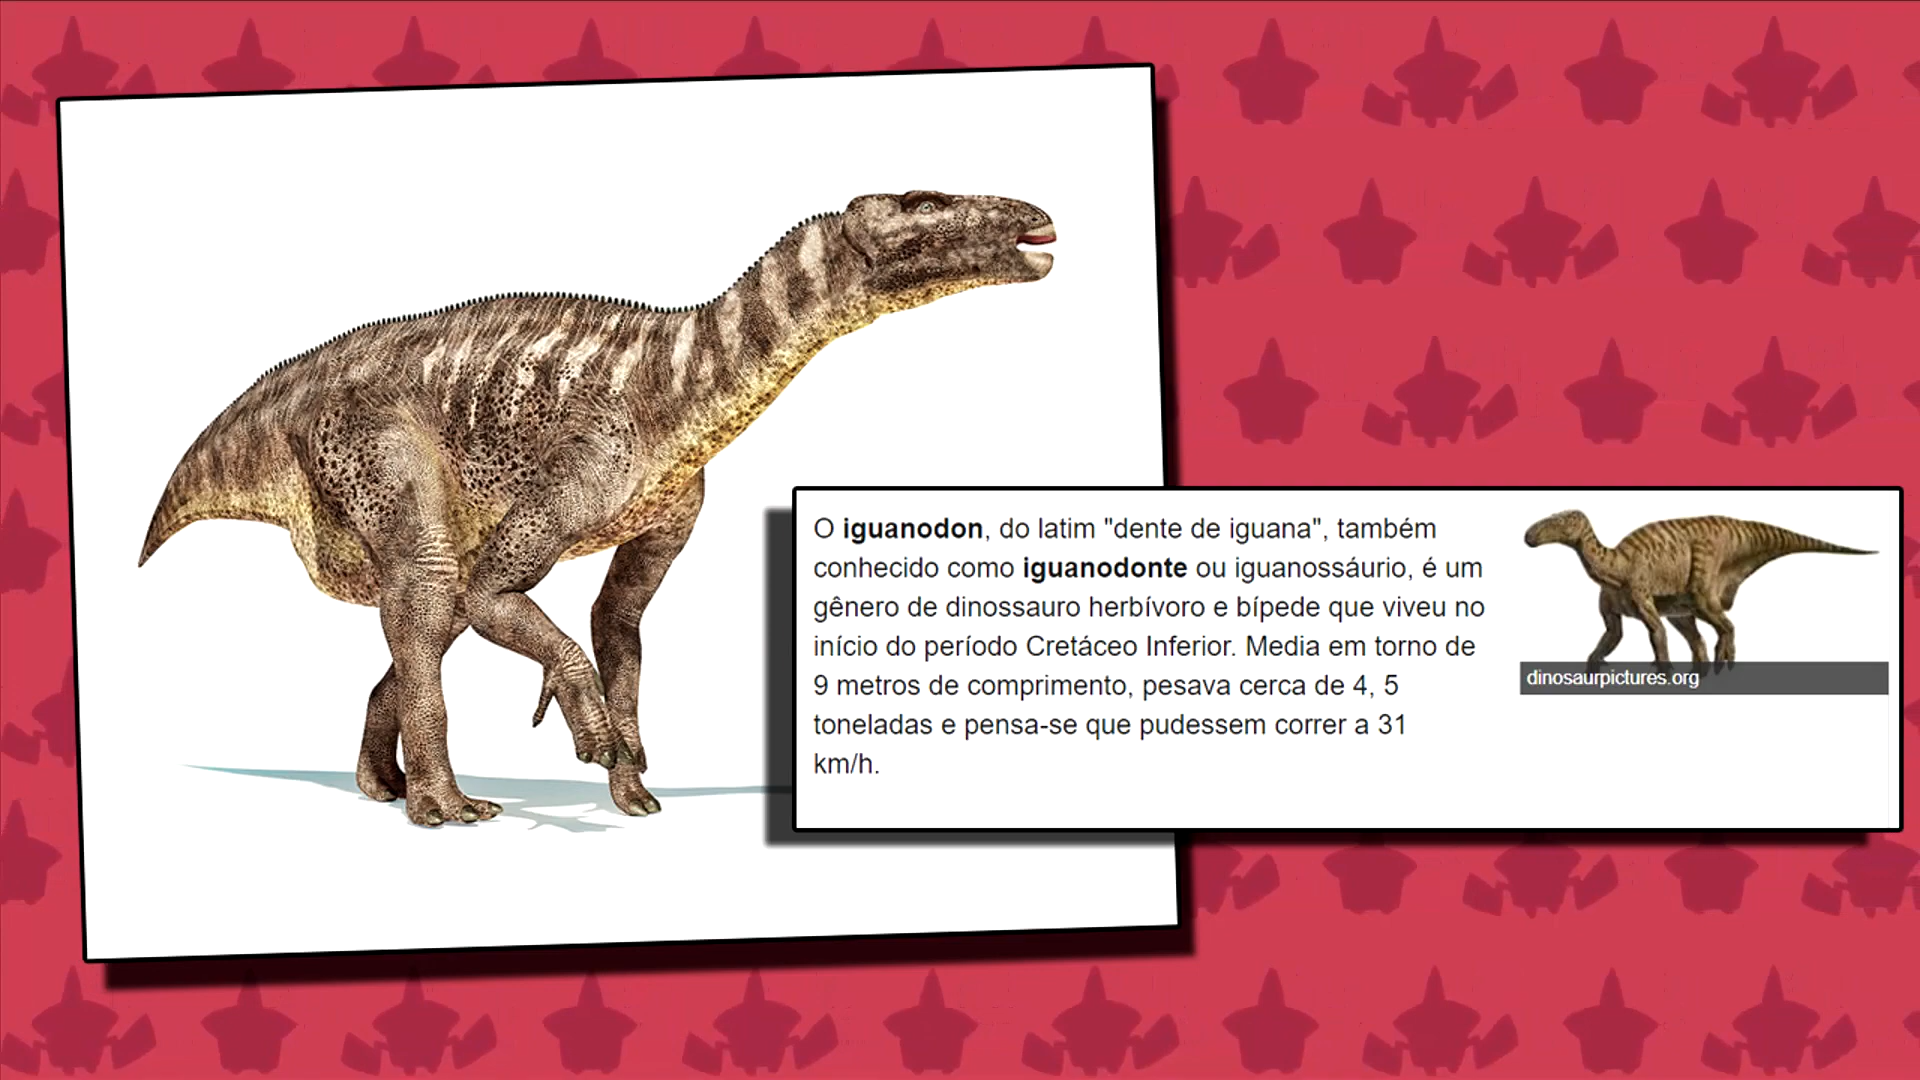 O iguanodon, do latim "dente de iguana", também
conhecido como iguanodonte ou iguanossáurio, é um
gênero de dinossauro herbívoro e bípede que viveu no
início do período Cretáceo Inferior. Media em torno de
9 metros de comprimento, pesava cerca de 4, 5
toneladas e pensa-se que pudessem correr a 31
km/h.
dinosaurpictures.org